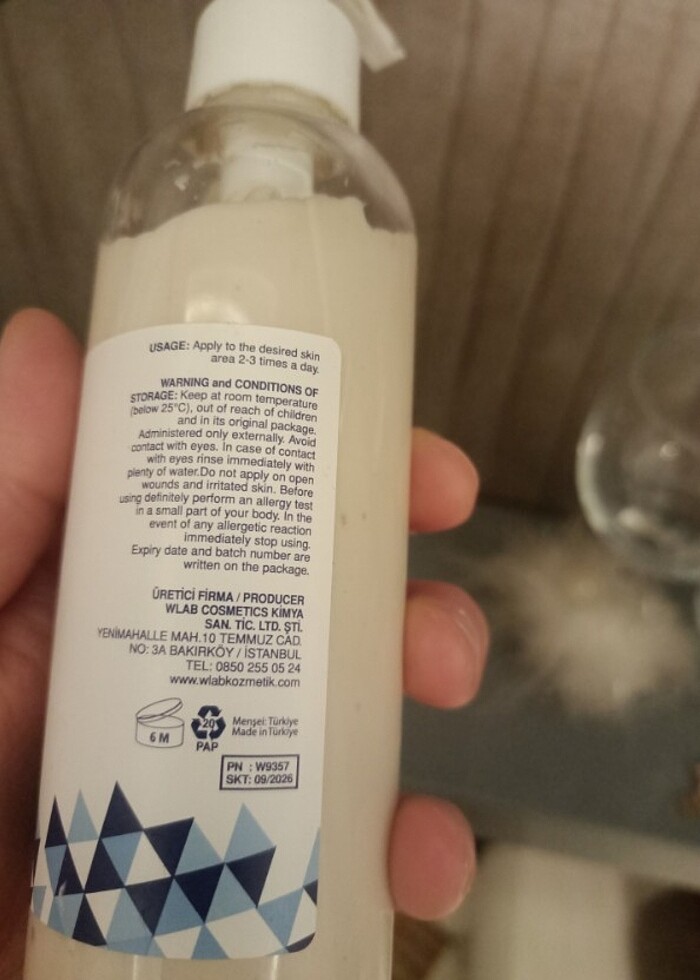 USAGE: Apply to the desired skin
area 2-3 times a day.
WARNING and CONDITIONS OF
STORAGE: Keep at room temperature
(below 25°C), out of reach of children
and in its original package.
Administered only externally. Avoid
contact with eyes. In case of contact
with eyes rinse immediately with
plenty of water.Do not apply on open
wounds and irritated skin. Before
using definitely perform an allergy test
in a small part of your body. In the
event of any allergetic reaction
immediately stop using.
Expiry date and batch number are
written on the package.
ÜRETİCİ FİRMA / PRODUCER
WLAB COSMETICS KİMYA
SAN. TİC. LTD. ŞTİ.
YENİMAHALLE MAH.10 TEMMUZ CAD.
NO: 3A BAKIRKÖY / İSTANBUL
TEL: 0850 255 05 24
www.wlabkozmetik.com
6 M
20
PAP
Menşei: Türkiye
Made in Türkiye
PN : W9357
SKT: 09/2026